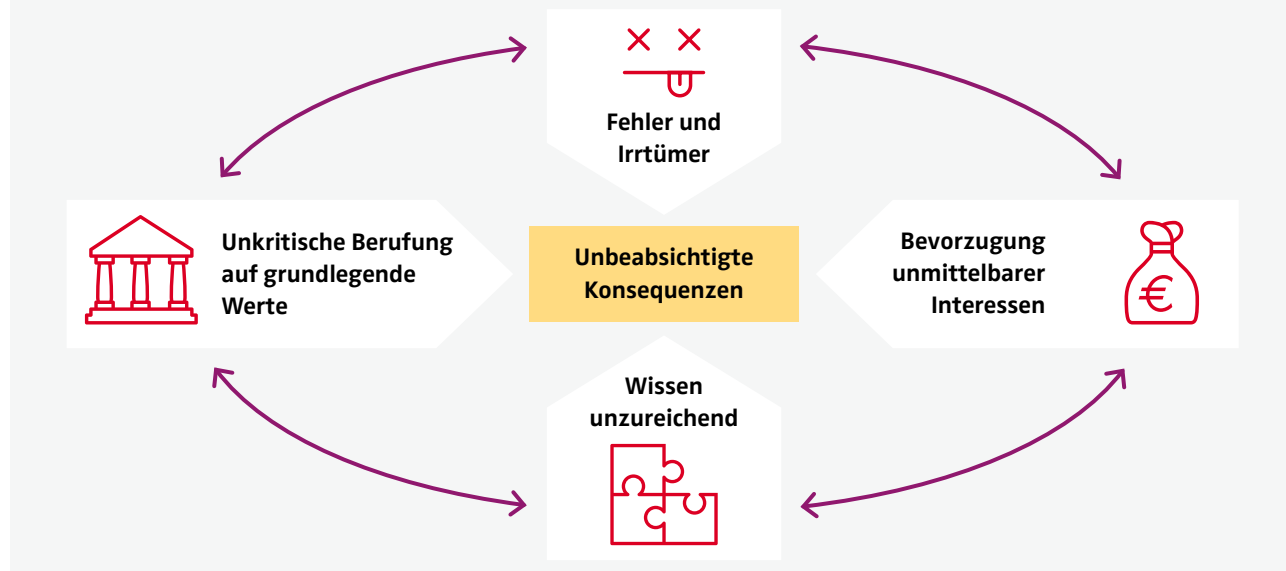 Fehler und
Irrtümer
Unkritische Berufung
auf grundlegende
Werte
Unbeabsichtigte
Konsequenzen
Bevorzugung
unmittelbarer
Interessen
€
Wissen
unzureichend